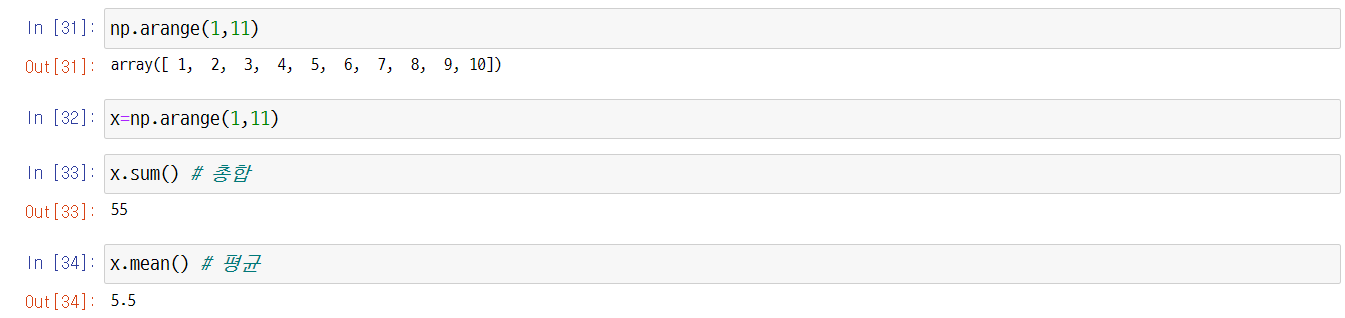 In [31]: np.arange(1,11)
Out[31]: array([ 1,  2,  3,  4,  5,  6,  7,  8,  9, 10])
In [32]: x=np.arange(1,11)
In [33]: x.sum() # 총합
Out[33]: 55
In [34]: x.mean() # 평균
Out[34]: 5.5